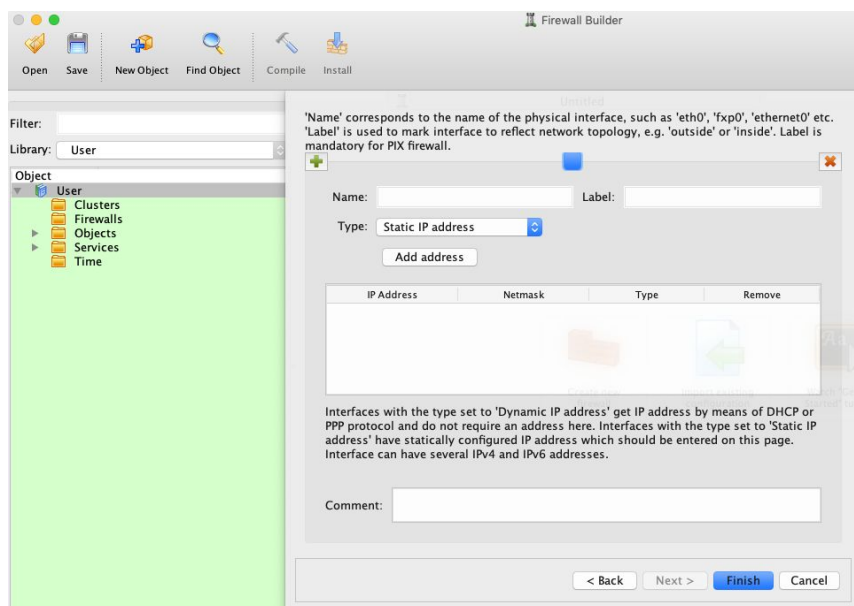 Firewall Builder
Open Save New Object Find Object Compile Install
Untitled
Filter:
Library: User
Object
User
Clusters
Firewalls
Objects
Services
Time
'Name' corresponds to the name of the physical interface, such as 'eth0', 'fxp0', 'ethernet0' etc.
'Label' is used to mark interface to reflect network topology, e.g. 'outside' or 'inside'. Label is
mandatory for PIX firewall.
Name: Label:
Type: Static IP address
Add address
IP Address Netmask Type Remove
Create new
firewall
Import existing
configuration
Interfaces with the type set to 'Dynamic IP address' get IP address by means of DHCP or
PPP protocol and do not require an address here. Interfaces with the type set to 'Static IP
address' have statically configured IP address which should be entered on this page.
Interface can have several IPv4 and IPv6 addresses.
Comment:
< Back Next > Finish Cancel